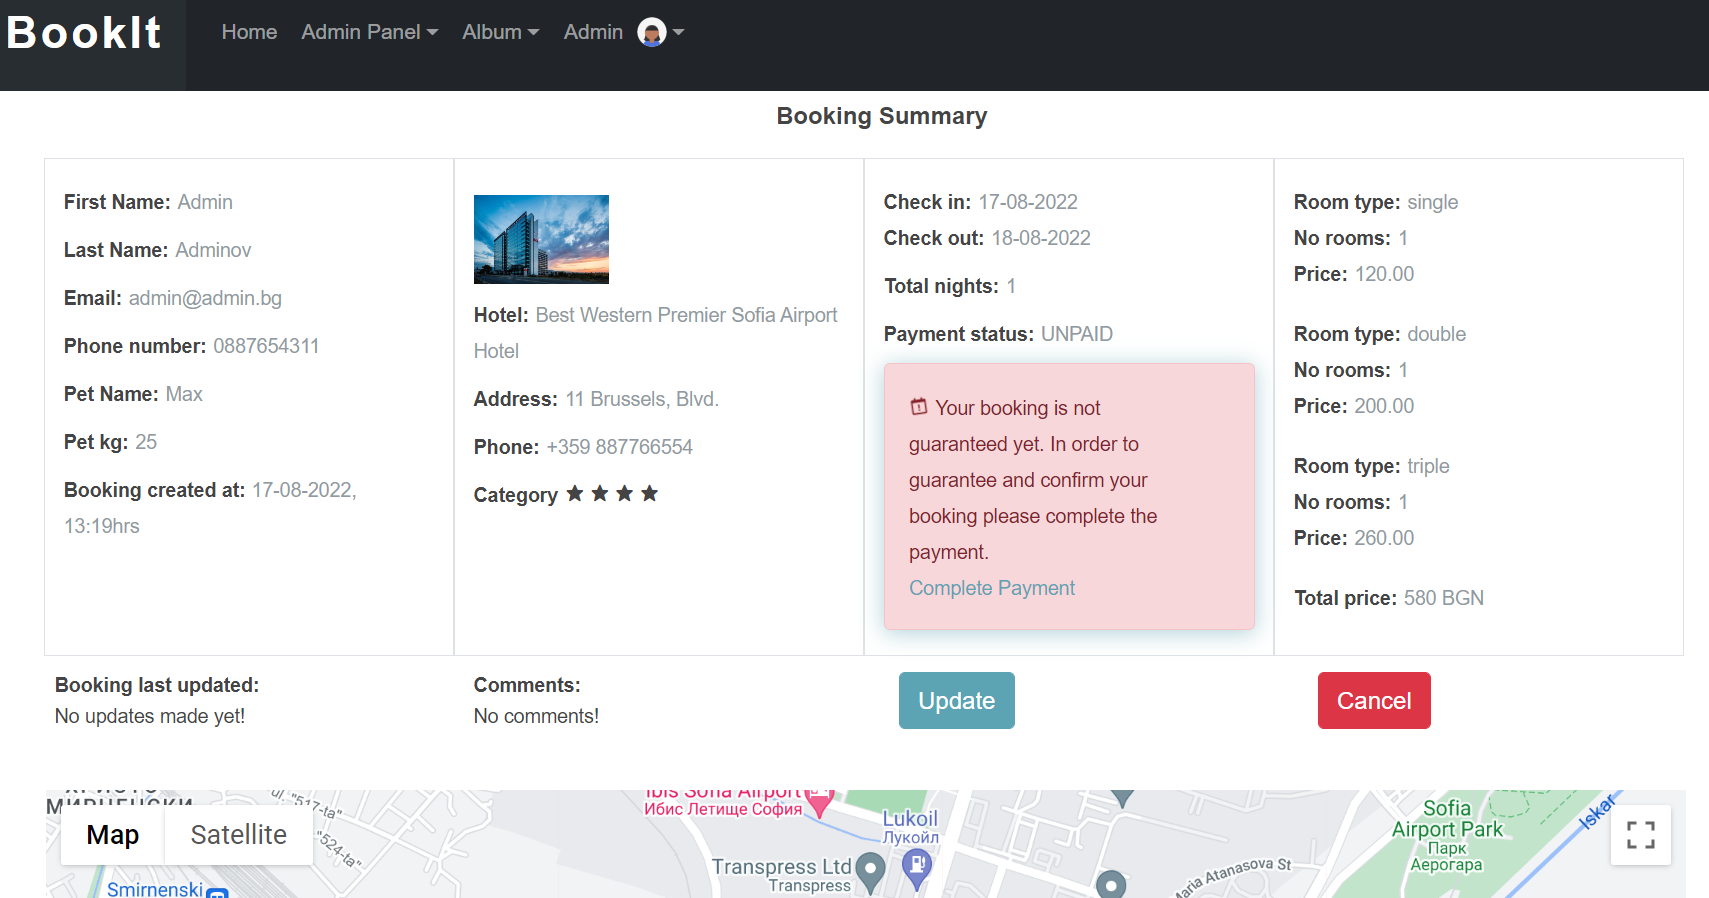 BookIt
Home
Admin Panel
Album
Admin
Booking Summary
First Name: Admin
Last Name: Adminov
Email: admin@admin.bg
Phone number: 0887654311
Pet Name: Max
Pet kg: 25
Booking created at: 17-08-2022,
13:19hrs
Hotel: Best Western Premier Sofia Airport
Hotel
Address: 11 Brussels, Blvd.
Phone: +359 887766554
Category
Check in: 17-08-2022
Check out: 18-08-2022
Total nights: 1
Payment status: UNPAID
Your booking is not
guaranteed yet. In order to
guarantee and confirm your
booking please complete the
payment.
Complete Payment
Room type: single
No rooms: 1
Price: 120.00
Room type: double
No rooms: 1
Price: 200.00
Room type: triple
No rooms: 1
Price: 260.00
Total price: 580 BGN
Booking last updated:
No updates made yet!
Comments:
No comments!
Update
Cancel
Map
Satellite
ul. "517-ta"
"524-ta"
Smirnenski
Ibis Sofia Airport
Ибис Летище София
Lukoil
Лукойл
Transpress Ltd
Transpress
Maria Atanasova St
Sofia
Airport Park
Парк
Аерогара
Iskar